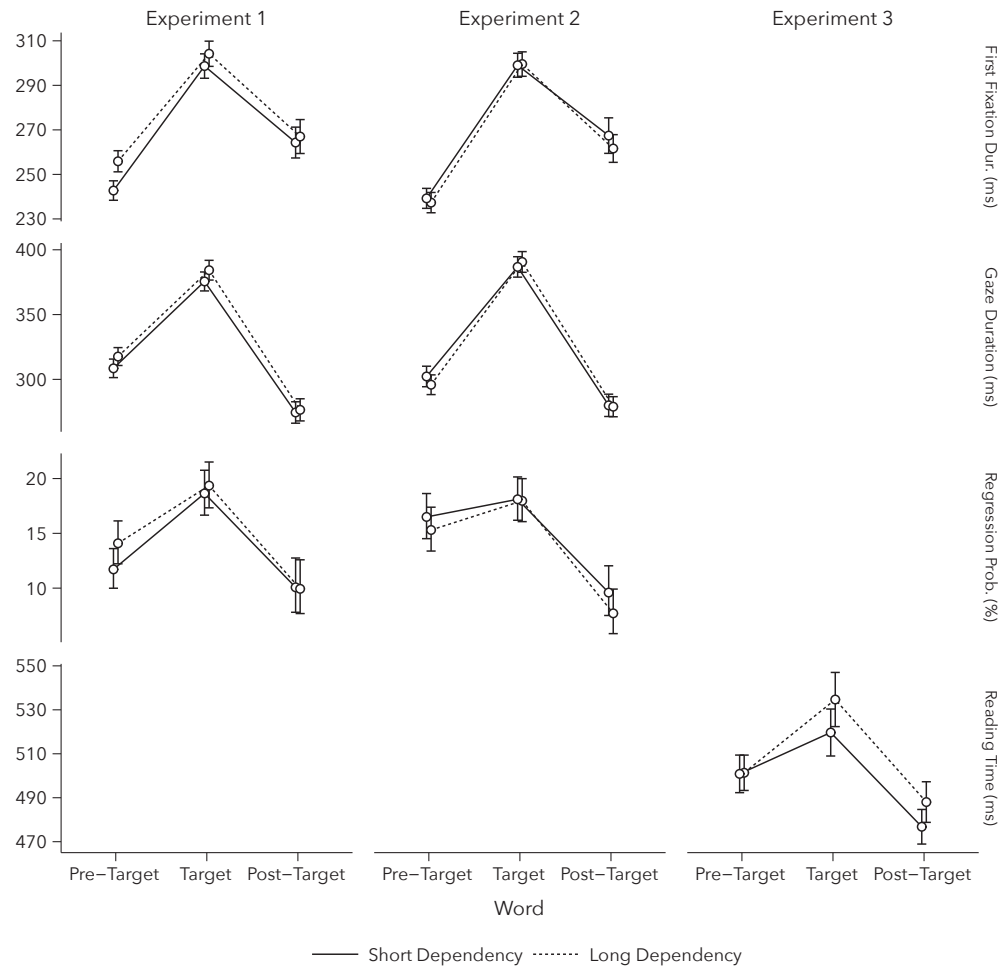 Experiment 1
Experiment 2
Experiment 3
310
290
270
250
230
First Fixation Dur. (ms)
400
350
300
Gaze Duration (ms)
20
15
10
Regression Prob. (%)
550
530
510
490
470
Reading Time (ms)
Pre–Target Target Post–Target
Pre–Target Target Post–Target
Pre–Target Target Post–Target
Word
Short Dependency Long Dependency